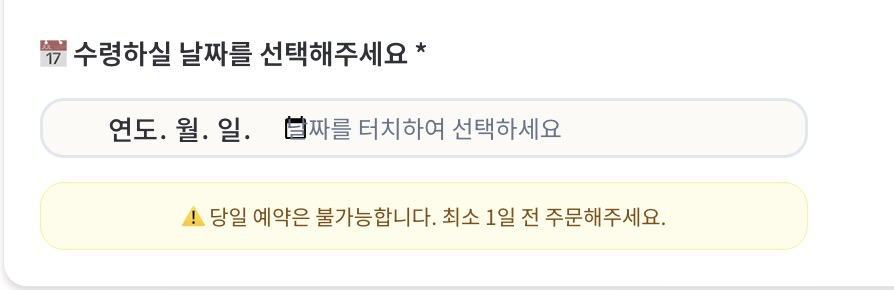 수령하실 날짜를 선택해주세요 *
연도. 월. 일. 날짜를 터치하여 선택하세요
당일 예약은 불가능합니다. 최소 1일 전 주문해주세요.